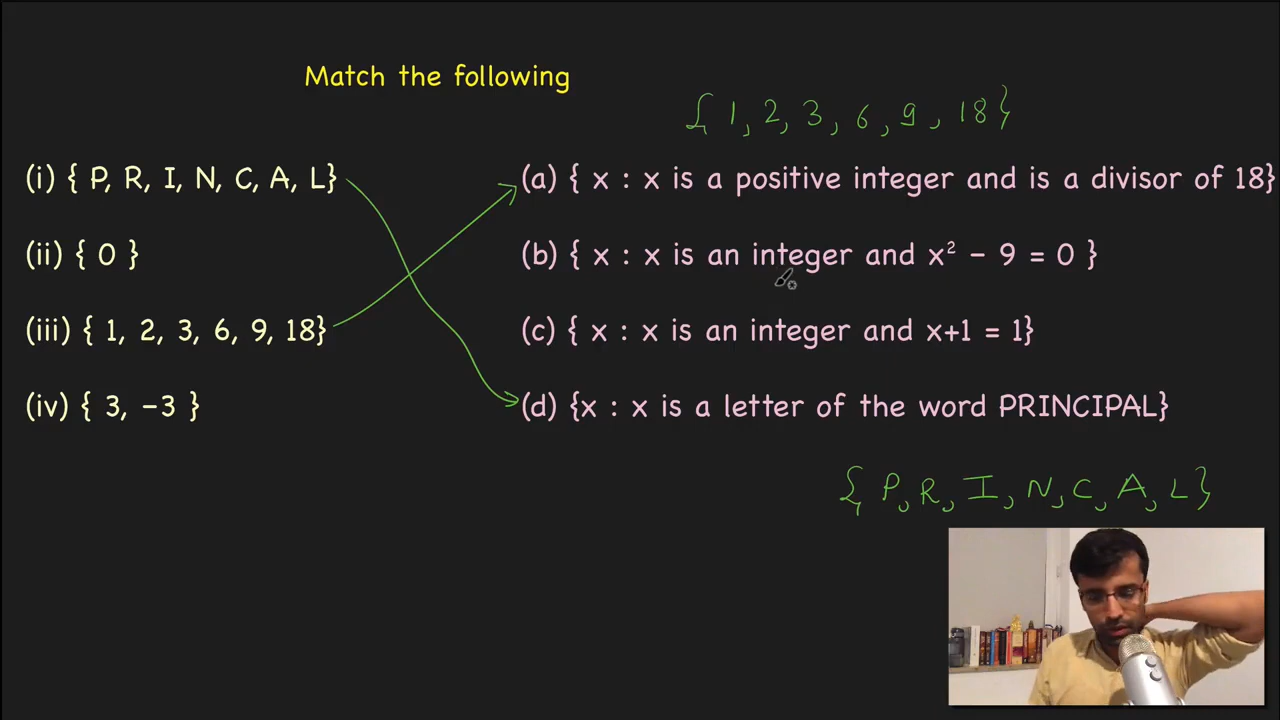 Match the following
{ 1, 2, 3, 6, 9, 18 }
(i) { P, R, I, N, C, A, L}
(a) { x : x is a positive integer and is a divisor of 18}
(ii) { 0 }
(b) { x : x is an integer and x² – 9 = 0 }
(iii) { 1, 2, 3, 6, 9, 18}
(c) { x : x is an integer and x+1 = 1}
(iv) { 3, –3 }
(d) {x : x is a letter of the word PRINCIPAL}
{ P, R, I, N, C, A, L }